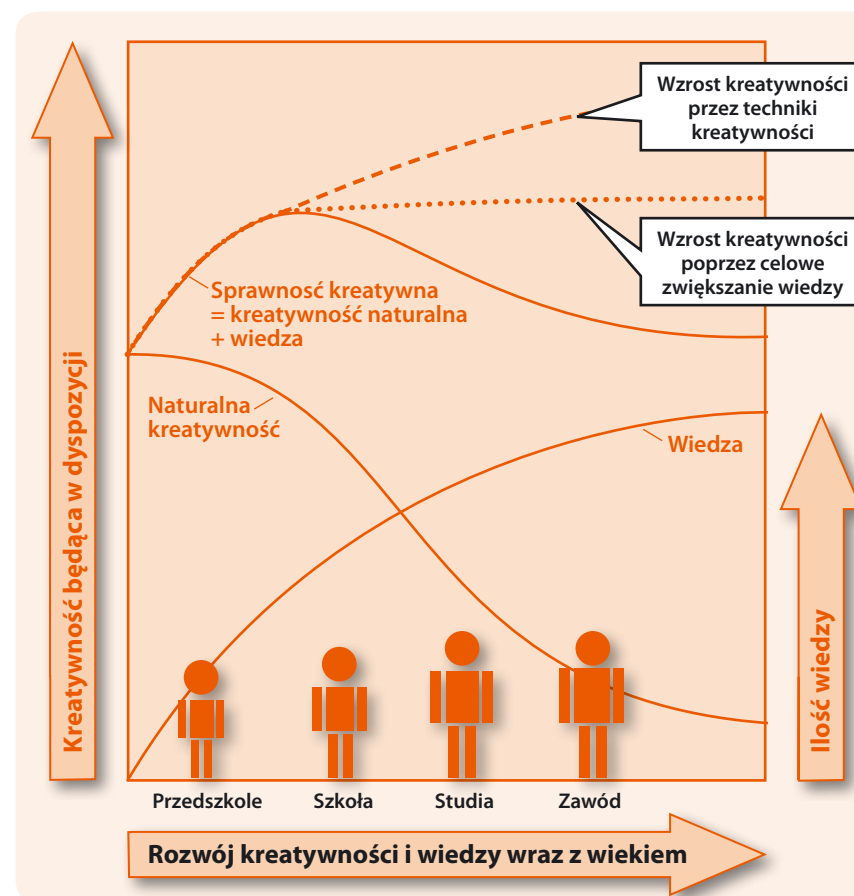 Wzrost kreatywności
przez techniki
kreatywności
Wzrost kreatywności
poprzez celowe
zwiększanie wiedzy
Sprawnosć kreatywna
= kreatywność naturalna
+ wiedza
Naturalna
kreatywność
Wiedza
Kreatywność będąca w dyspozycji
Ilość wiedzy
Przedszkole
Szkoła
Studia
Zawód
Rozwój kreatywności i wiedzy wraz z wiekiem